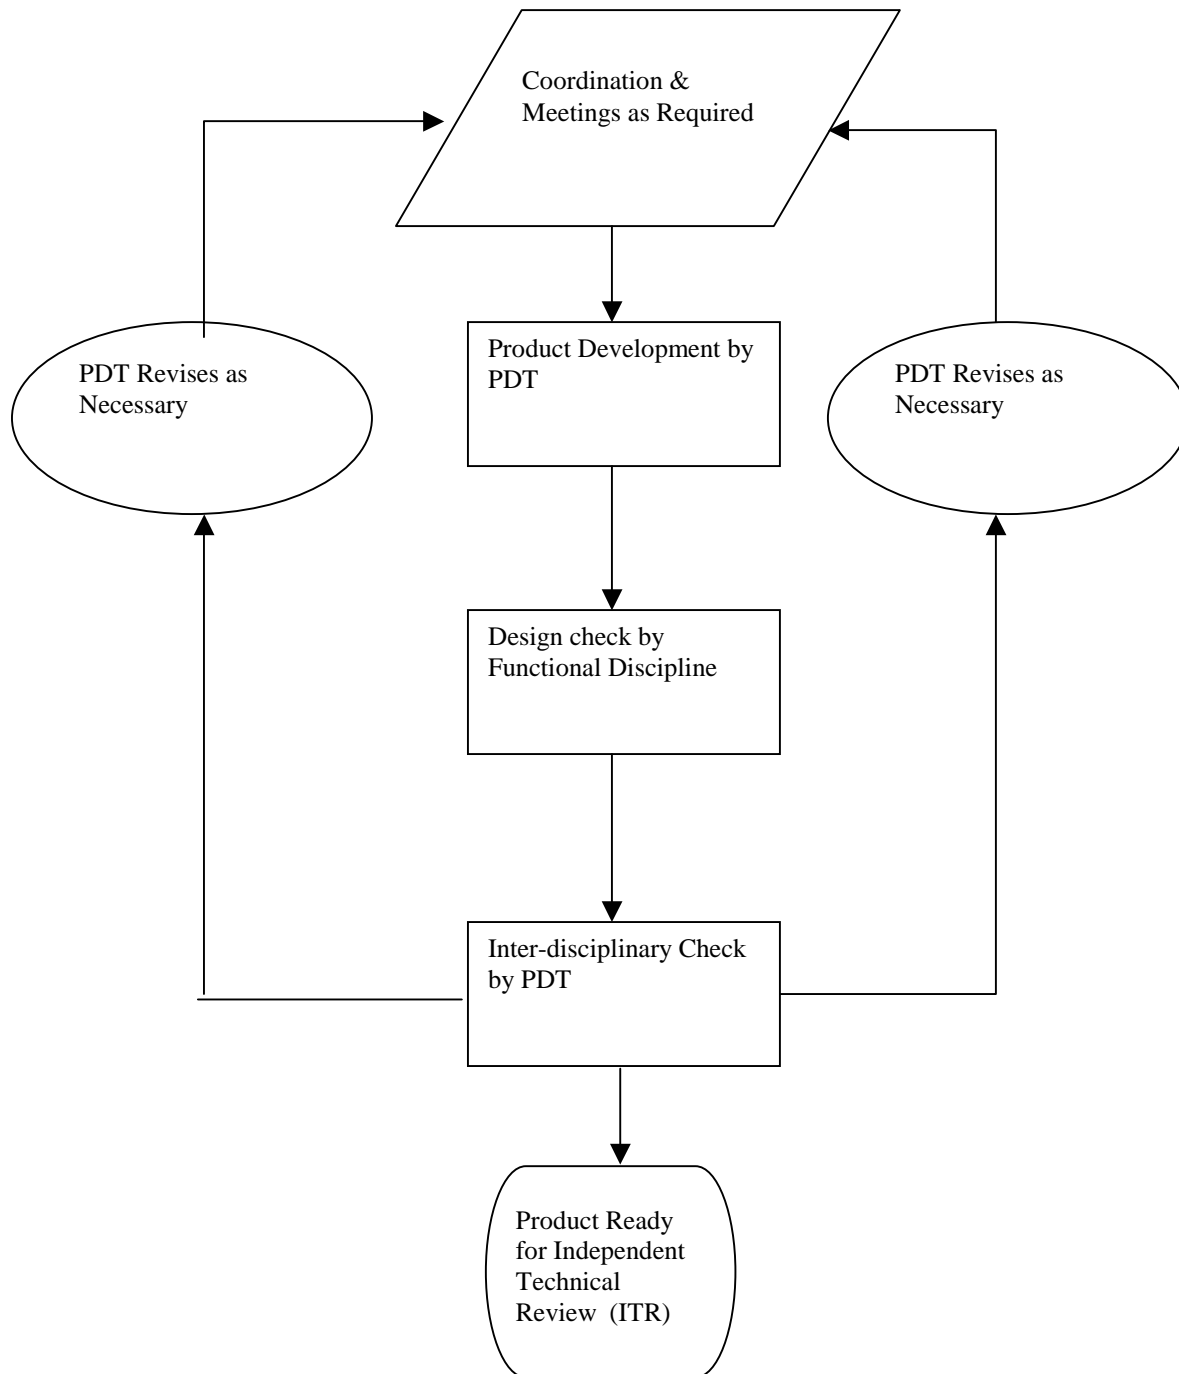 Coordination &
Meetings as Required
Product Development by
PDT
PDT Revises as
Necessary
PDT Revises as
Necessary
Design check by
Functional Discipline
Inter-disciplinary Check
by PDT
Product Ready
for Independent
Technical
Review  (ITR)